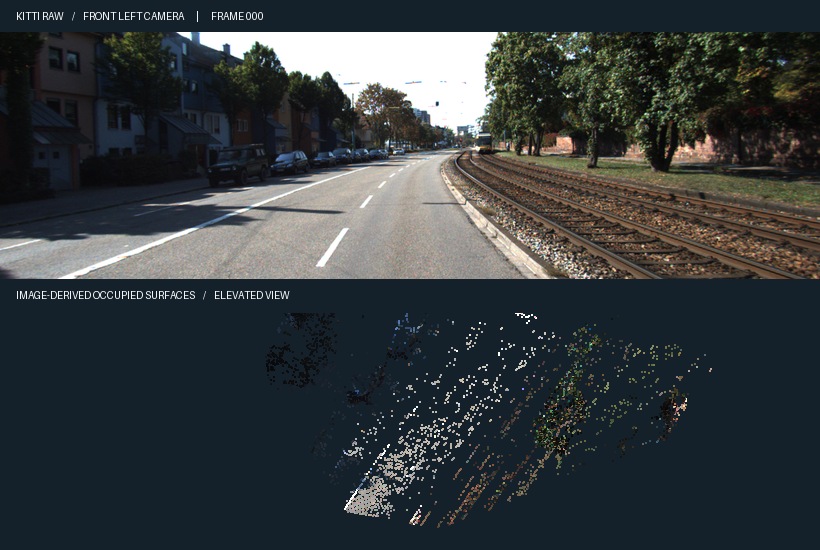 KITTI RAW / FRONT LEFT CAMERA | FRAME 000
IMAGE-DERIVED OCCUPIED SURFACES / ELEVATED VIEW